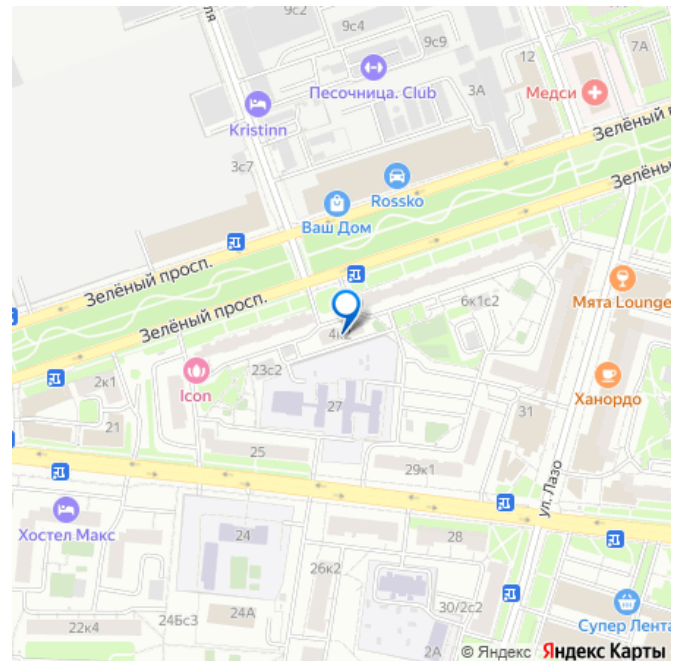 9с2
ля
9с4
9с9
12
7А
Песочница. Club
3А
Медси
Kristinn
Зелёный п
3с7
Rossko
Зелёны
Ваш Дом
Зелёный просп.
Зелёный просп.
6к1с2
Мята Lounge
4к2
23с2
2к1
Icon
Ханордо
27
31
21
25
29к1
ул. Лазо
Хостел Макс
24
28
26к2
30/2с2
24А
24Бс3
22к4
Супер Лента
2А
© Яндекс Яндекс Карты